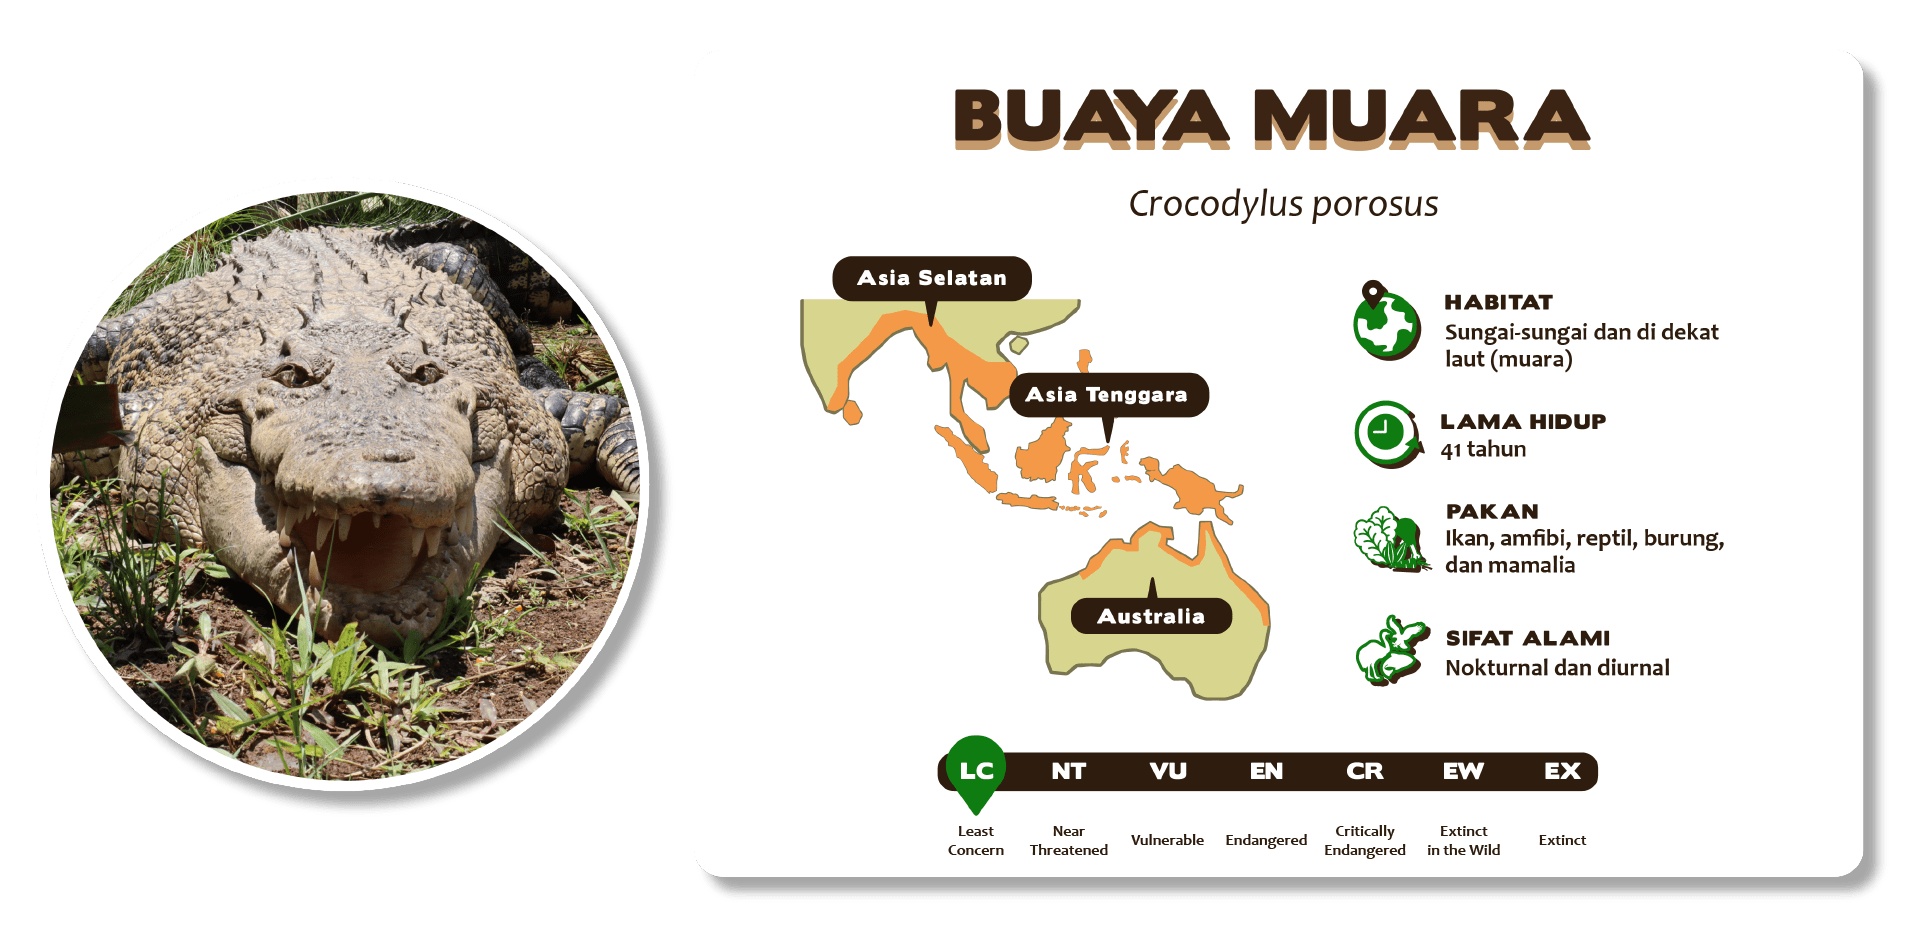 BUAYA MUARA
Crocodylus porosus
Asia Selatan
Asia Tenggara
Australia
HABITAT
Sungai-sungai dan di dekat
laut (muara)
LAMA HIDUP
41 tahun
PAKAN
Ikan, amfibi, reptil, burung,
dan mamalia
SIFAT ALAMI
Nokturnal dan diurnal
LC NT VU EN CR EW EX
Least
Concern
Near
Threatened
Vulnerable
Endangered
Critically
Endangered
Extinct
in the Wild
Extinct